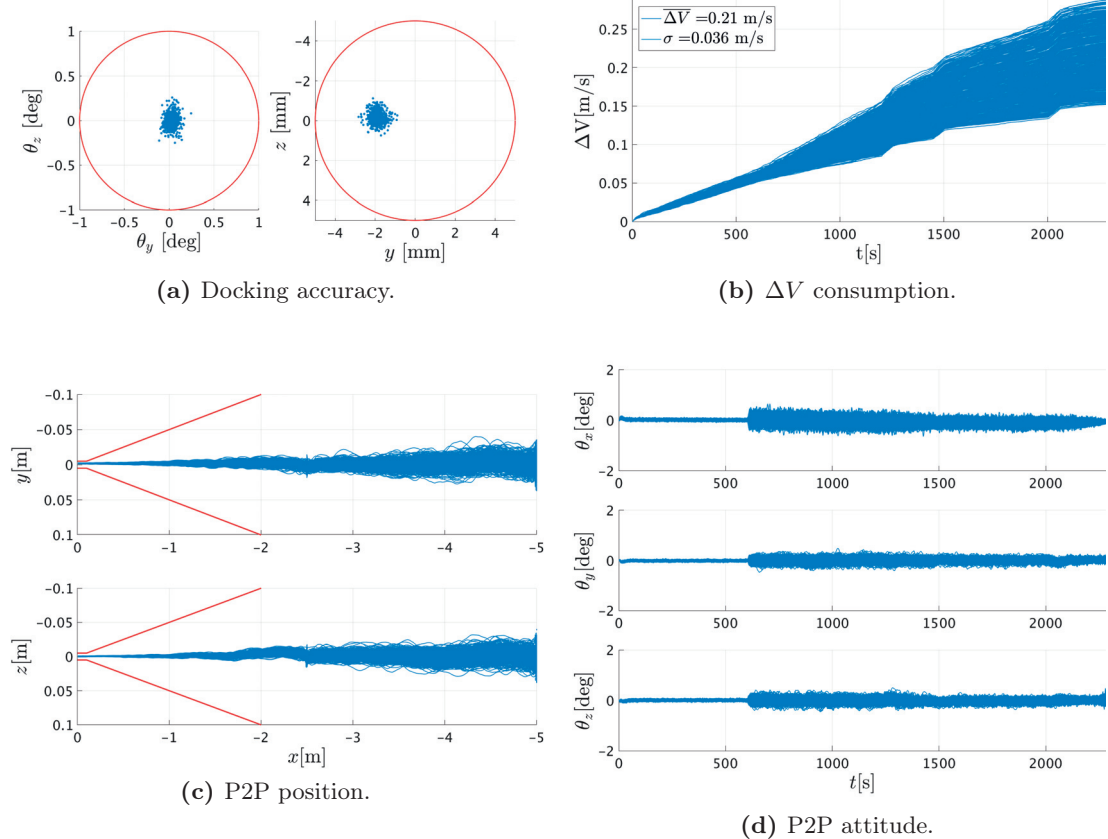 1
0.5
0
-0.5
-1
θz [deg]
-1 -0.5 0 0.5 1
θy [deg]
-4
-2
0
2
4
z [mm]
-4 -2 0 2 4
y [mm]
(a) Docking accuracy.
ΔV =0.21 m/s
σ =0.036 m/s
0.25
0.2
0.15
0.1
0.05
0
ΔV[m/s]
0 500 1000 1500 2000
t[s]
(b) ΔV consumption.
-0.1
-0.05
0
0.05
0.1
y[m]
0 -1 -2 -3 -4 -5
-0.1
-0.05
0
0.05
0.1
z[m]
0 -1 -2 -3 -4 -5
x[m]
(c) P2P position.
2
0
-2
θx[deg]
0 500 1000 1500 2000
2
0
-2
θy[deg]
0 500 1000 1500 2000
2
0
-2
θz[deg]
0 500 1000 1500 2000
t[s]
(d) P2P attitude.